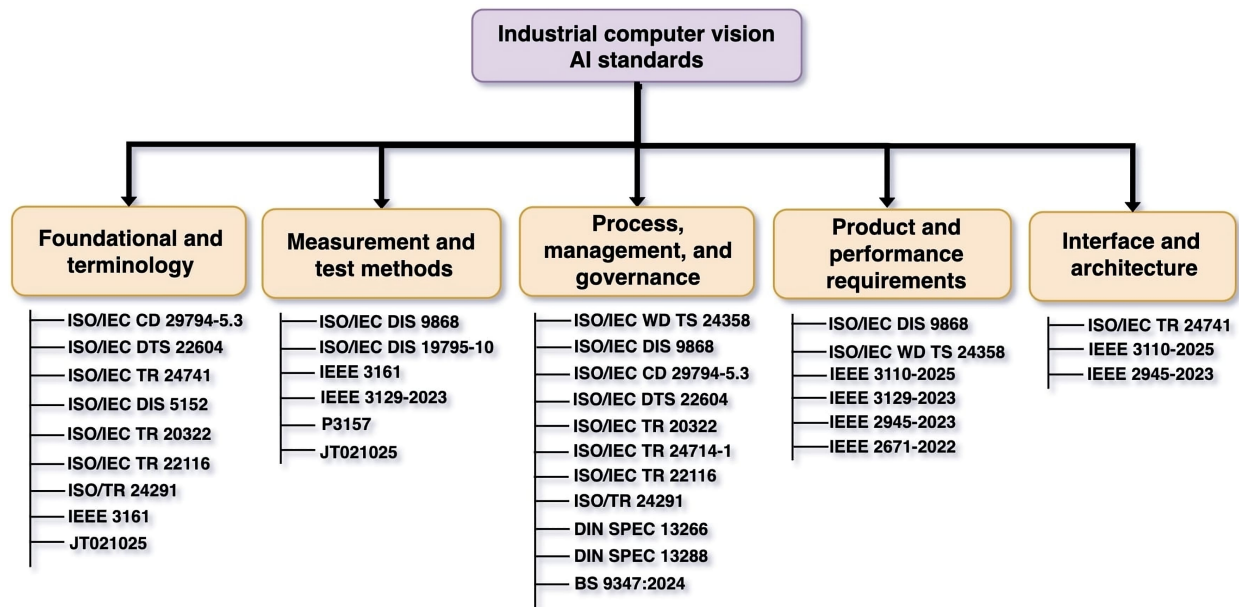 Industrial computer vision
AI standards
Foundational and
terminology
ISO/IEC CD 29794-5.3
ISO/IEC DTS 22604
ISO/IEC TR 24741
ISO/IEC DIS 5152
ISO/IEC TR 20322
ISO/IEC TR 22116
ISO/TR 24291
IEEE 3161
JT021025
Measurement and
test methods
ISO/IEC DIS 9868
ISO/IEC DIS 19795-10
IEEE 3161
IEEE 3129-2023
P3157
JT021025
Process,
management, and
governance
ISO/IEC WD TS 24358
ISO/IEC DIS 9868
ISO/IEC CD 29794-5.3
ISO/IEC DTS 22604
ISO/IEC TR 20322
ISO/IEC TR 24714-1
ISO/IEC TR 22116
ISO/TR 24291
DIN SPEC 13266
DIN SPEC 13288
BS 9347:2024
Product and
performance
requirements
ISO/IEC DIS 9868
ISO/IEC WD TS 24358
IEEE 3110-2025
IEEE 3129-2023
IEEE 2945-2023
IEEE 2671-2022
Interface and
architecture
ISO/IEC TR 24741
IEEE 3110-2025
IEEE 2945-2023